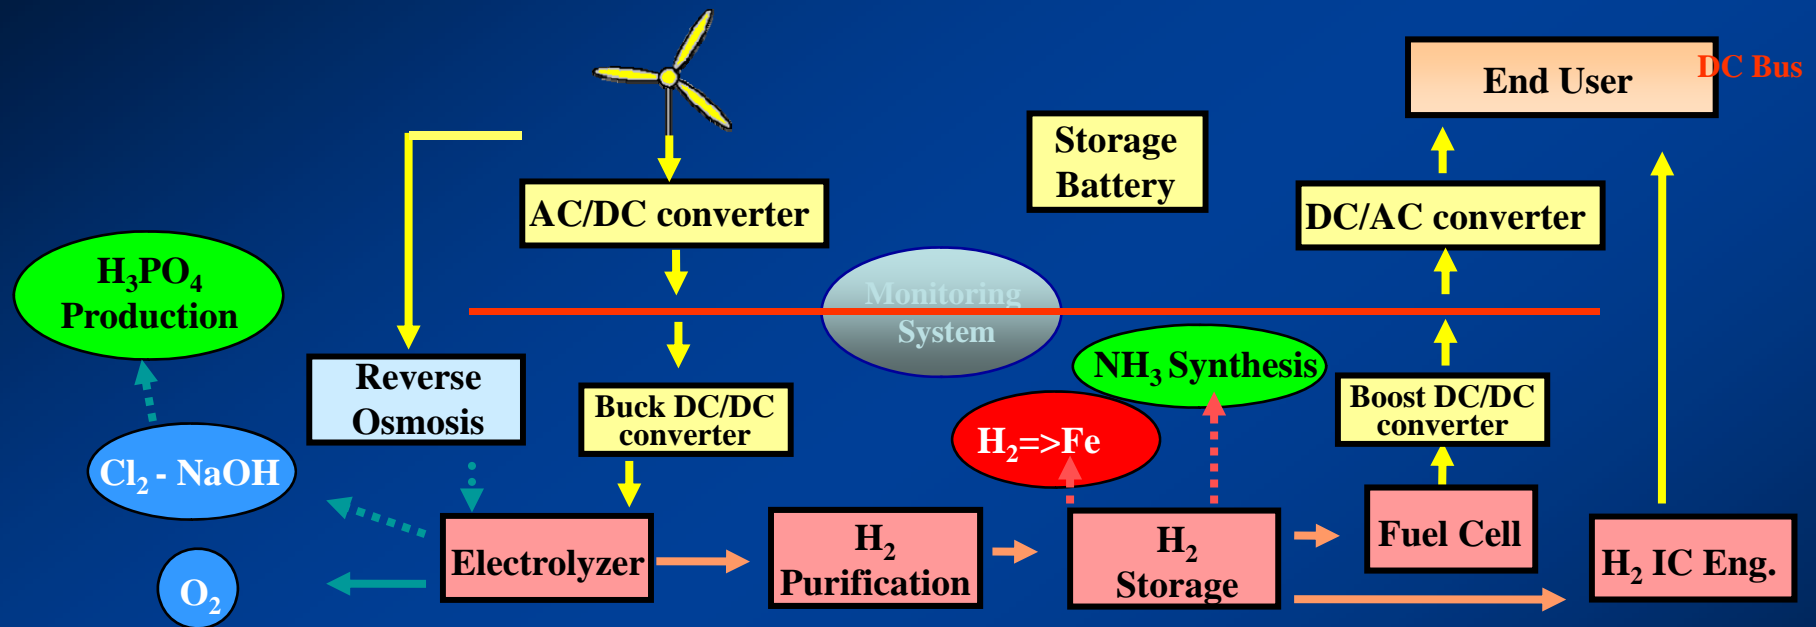 End User
DC Bus
Storage
Battery
AC/DC converter
DC/AC converter
H₃PO₄
Production
Monitoring
System
NH₃ Synthesis
Reverse
Osmosis
Buck DC/DC
converter
Boost DC/DC
converter
H₂=>Fe
Cl₂ - NaOH
Electrolyzer
H₂
Purification
H₂
Storage
Fuel Cell
H₂ IC Eng.
O₂